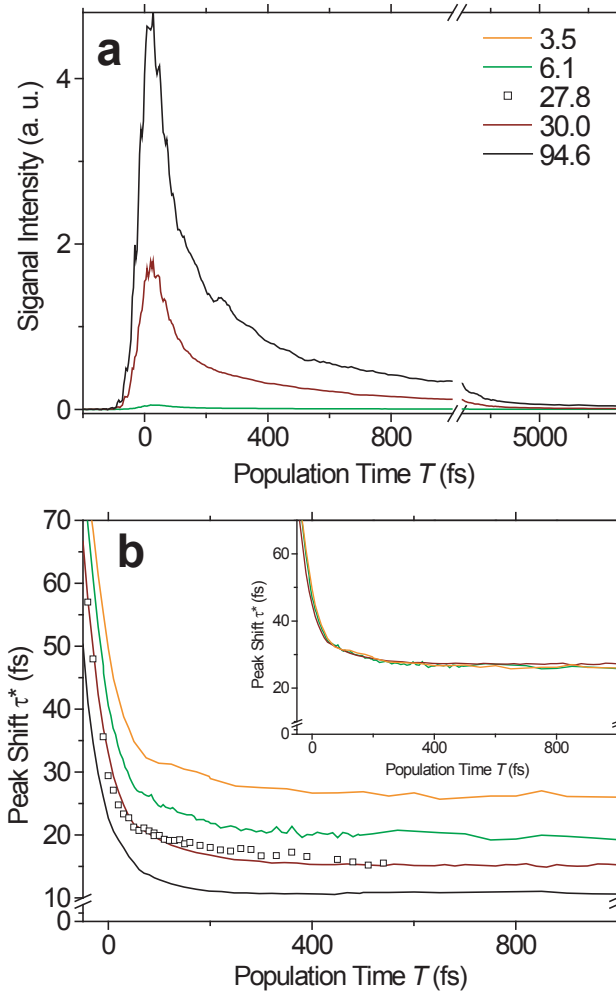 a
3.5
6.1
27.8
30.0
94.6
4
2
0
Siganal Intensity (a. u.)
0 400 800 5000
Population Time T (fs)
b
70
60
50
40
30
20
10
0
Peak Shift τ* (fs)
60
40
20
0
Peak Shift τ* (fs)
0 400 800
Population Time T (fs)
0 400 800
Population Time T (fs)